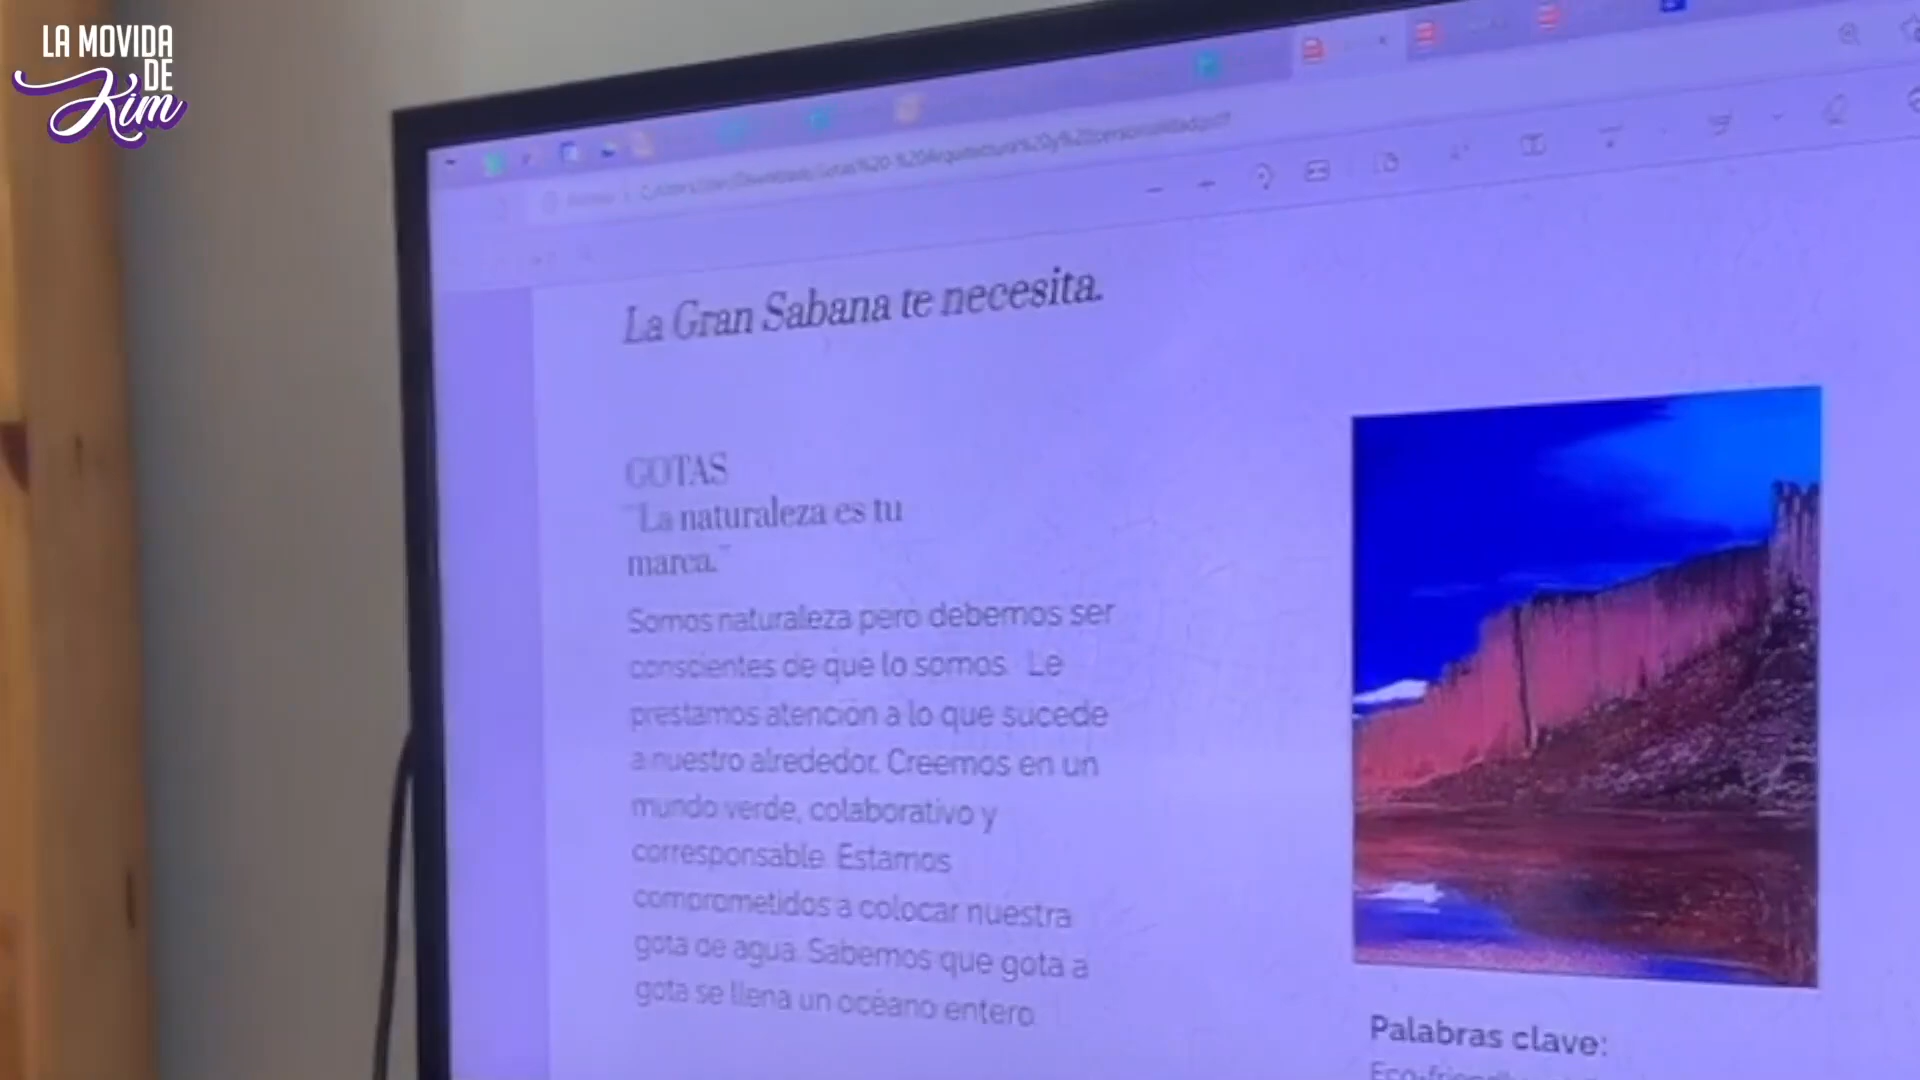 LA MOVIDA
DE
Kim
La Gran Sabana te necesita.
GOTAS
"La naturaleza es tu
marca."
Somos naturaleza pero debemos ser
conscientes de que lo somos. Le
prestamos atención a lo que sucede
a nuestro alrededor. Creemos en un
mundo verde, colaborativo y
corresponsable. Estamos
comprometidos a colocar nuestra
gota de agua. Sabemos que gota a
gota se llena un océano entero.
Palabras clave: